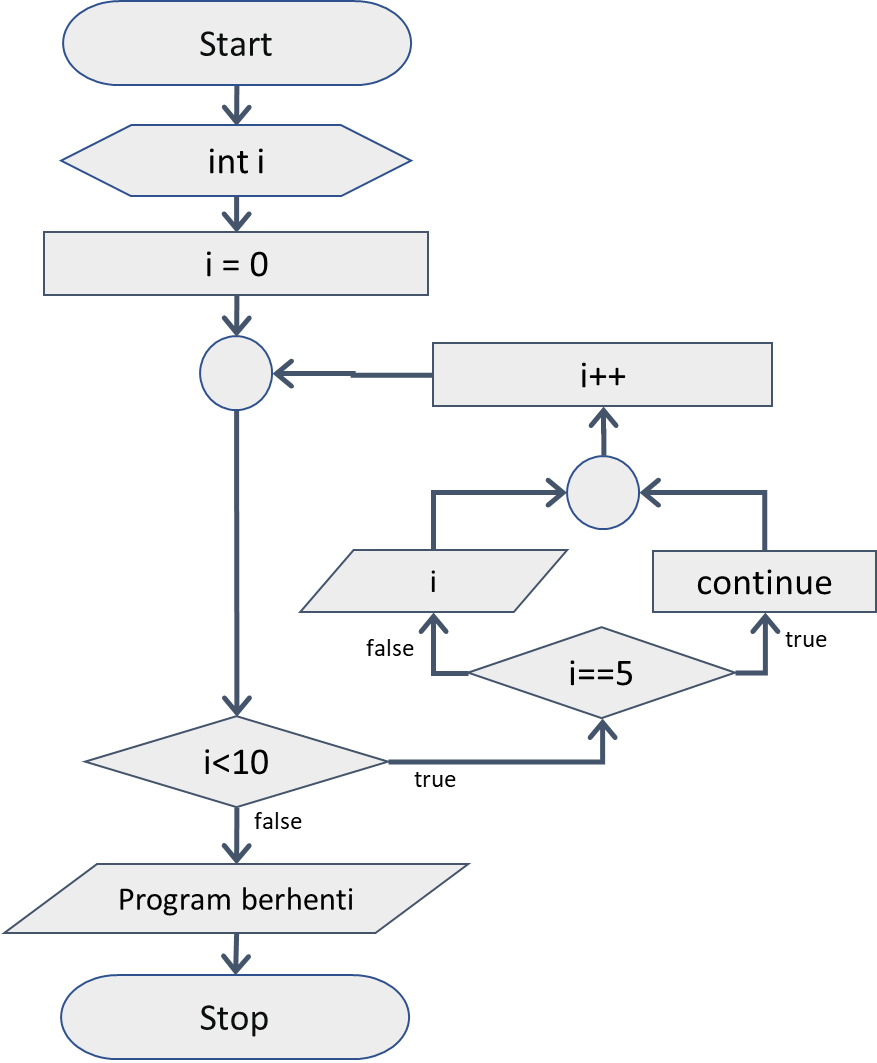 Start
int i
i = 0
i++
i
continue
false
true
i==5
i<10
true
false
Program berhenti
Stop